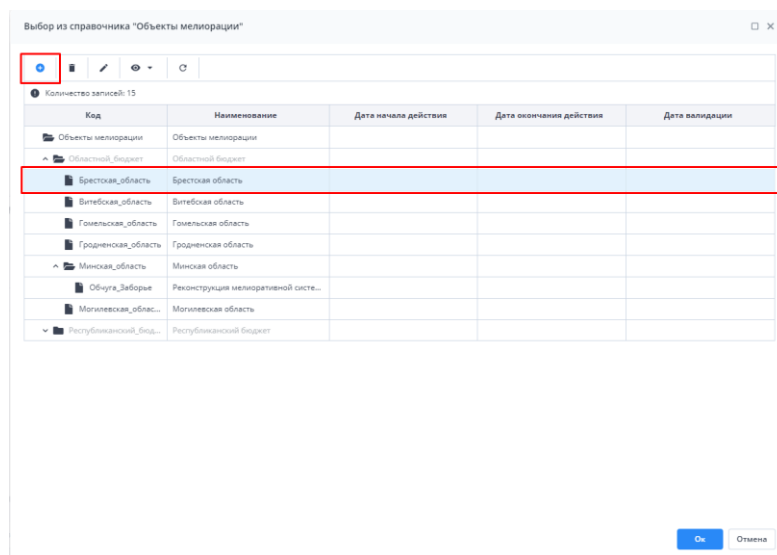 Выбор из справочника "Объекты мелиорации"
Количество записей: 15
Код Наименование Дата начала действия Дата окончания действия Дата валидации
Объекты мелиорации Объекты мелиорации
Областной_бюджет Областной бюджет
Брестская_область Брестская область
Витебская_область Витебская область
Гомельская_область Гомельская область
Гродненская_область Гродненская область
Минская_область Минская область
Обчуга_Заборье Реконструкция мелиоративной систе...
Могилевская_облас... Могилевская область
Республиканский_бюд... Республиканский бюджет
Ок Отмена